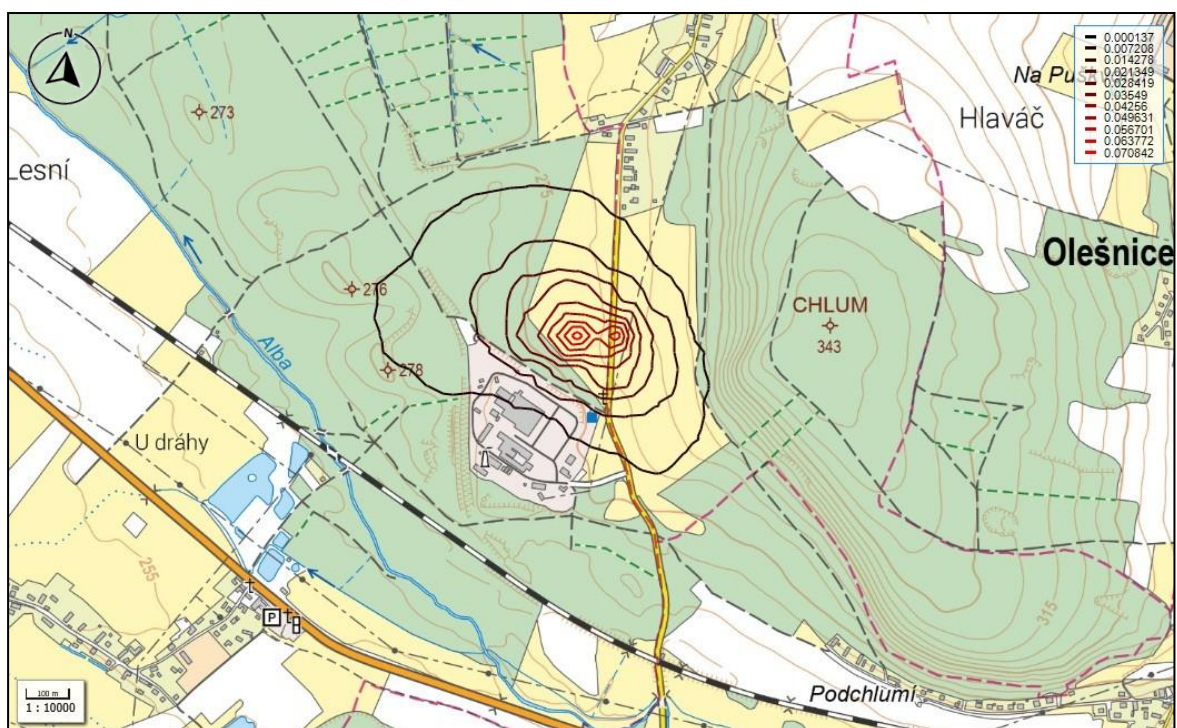 N
0.000137
0.007208
0.014278
0.021349
0.028419
0.03549
0.04256
0.049631
0.056701
0.063772
0.070842
Na
273
Hlaváč
esní
Olešnice
276
CHLUM
343
Alba
278
U dráhy
255
P
315
Podchlumí
100 m
1 : 10000